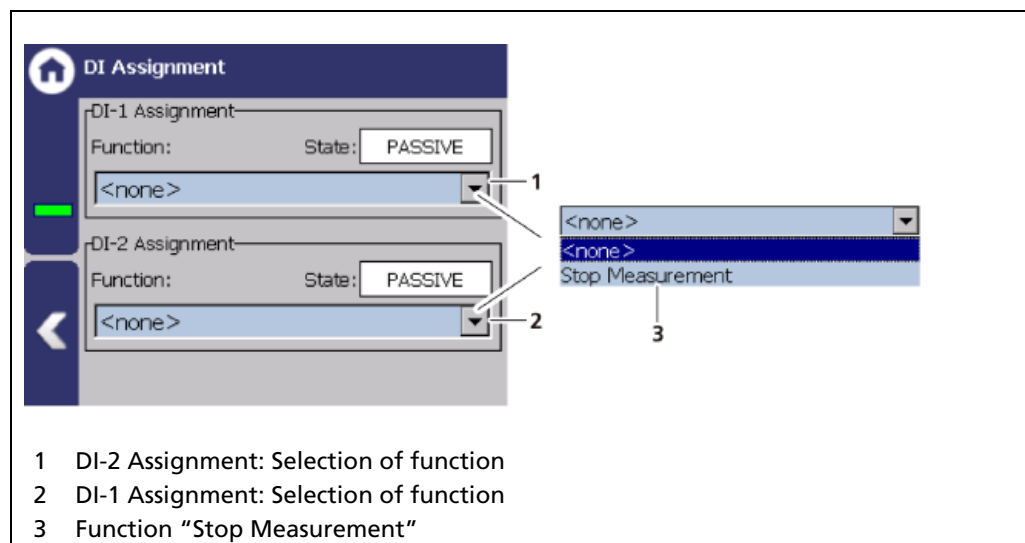 DI Assignment
DI-1 Assignment
Function: State: PASSIVE
<none> 1
<none>
<none>
Stop Measurement
3
DI-2 Assignment
Function: State: PASSIVE
<none> 2
1 DI-2 Assignment: Selection of function
2 DI-1 Assignment: Selection of function
3 Function “Stop Measurement”